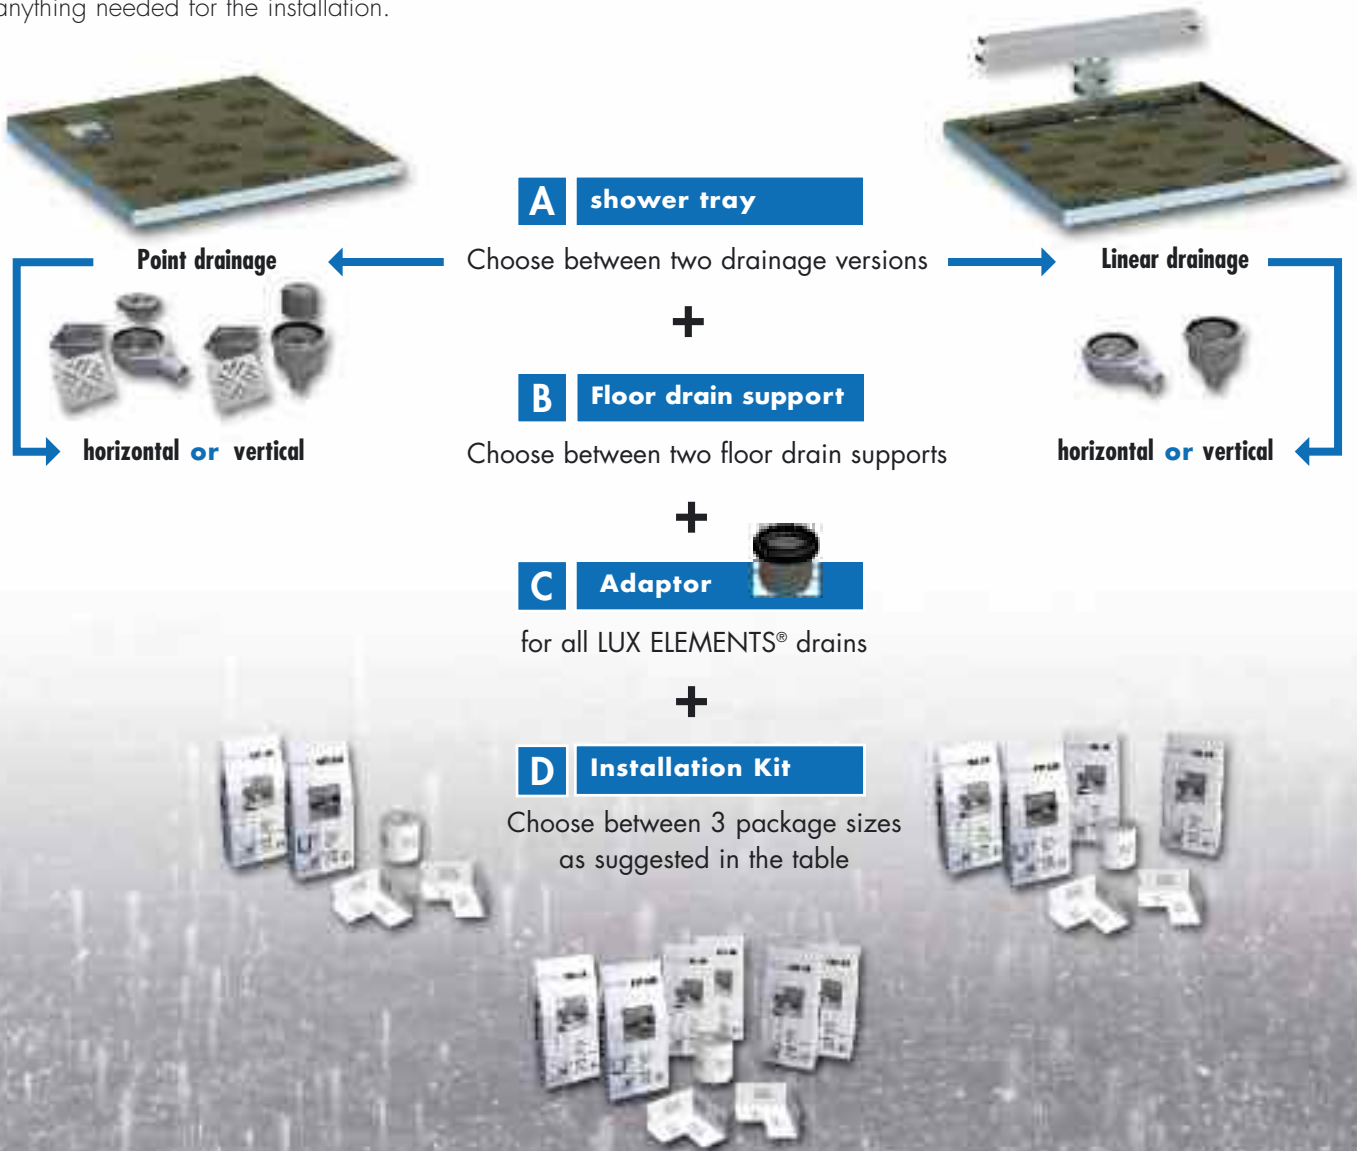 anything needed for the installation.
A shower tray
Point drainage
Choose between two drainage versions
Linear drainage
+
B Floor drain support
horizontal or vertical
Choose between two floor drain supports
horizontal or vertical
+
C Adaptor
for all LUX ELEMENTS® drains
+
D Installation Kit
Choose between 3 package sizes
as suggested in the table